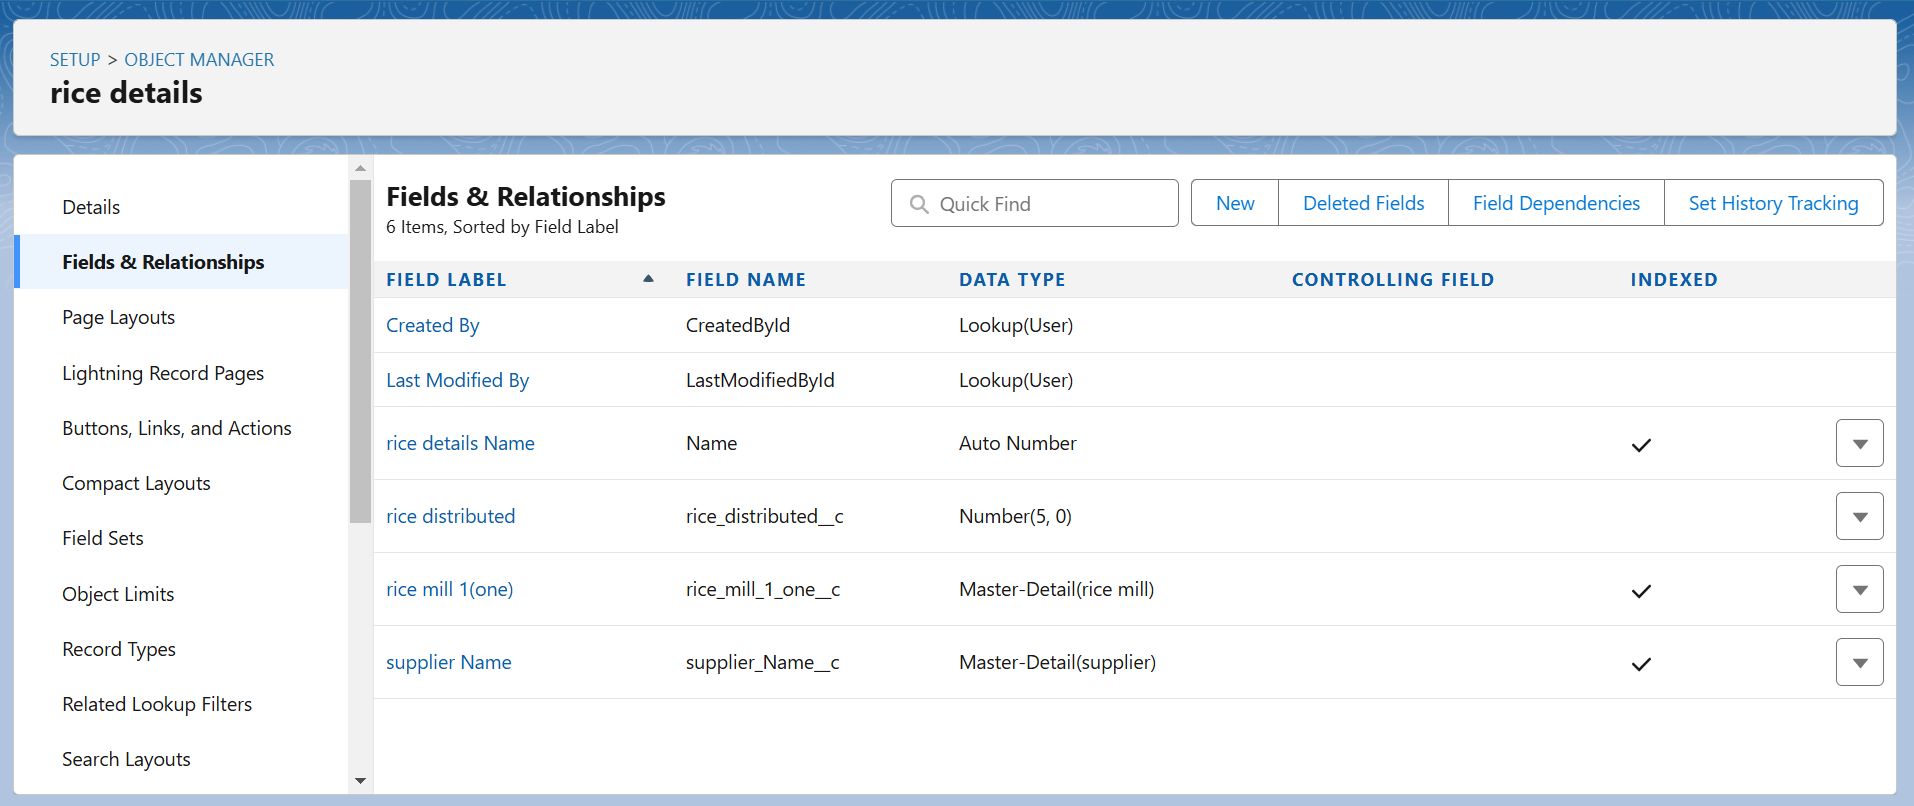 SETUP > OBJECT MANAGER
rice details
Details
Fields & Relationships
Page Layouts
Lightning Record Pages
Buttons, Links, and Actions
Compact Layouts
Field Sets
Object Limits
Record Types
Related Lookup Filters
Search Layouts
Fields & Relationships
6 Items, Sorted by Field Label
Quick Find
New
Deleted Fields
Field Dependencies
Set History Tracking
FIELD LABEL FIELD NAME DATA TYPE CONTROLLING FIELD INDEXED
Created By CreatedById Lookup(User)
Last Modified By LastModifiedById Lookup(User)
rice details Name Name Auto Number
rice distributed rice_distributed__c Number(5, 0)
rice mill 1(one) rice_mill_1_one__c Master-Detail(rice mill)
supplier Name supplier_Name__c Master-Detail(supplier)